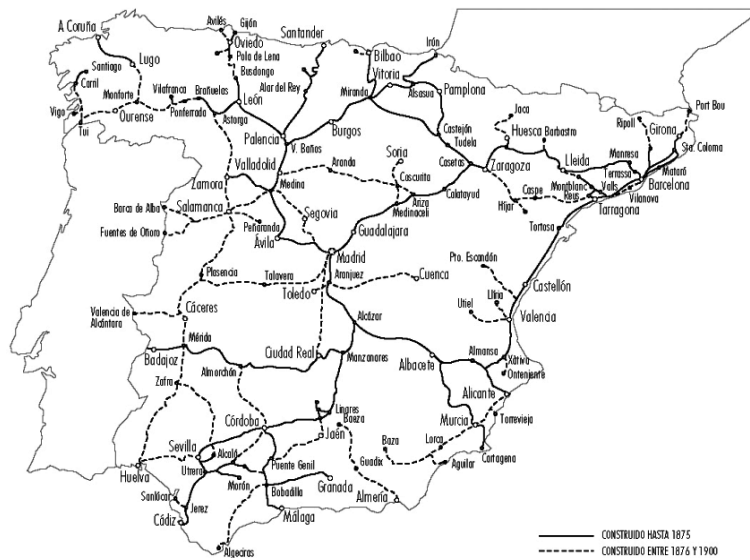 A Coruña
Lugo
Santiago
Carril
Vigo
Tui
Ourense
Monforte
Vilafranca
Ponferrada
Brañuelas
Astorga
León
Avilés
Gijón
Oviedo
Pola de Lena
Busdongo
Santander
Alar del Rey
Palencia
V. Baños
Burgos
Bilbao
Vitoria
Miranda
Irón
Alsasua
Pamplona
Castejón
Tudela
Casetas
Zaragoza
Jaca
Huesca
Barbastro
Lleida
Ripoll
Girona
Port Bou
Sta. Coloma
Manresa
Terrassa
Mataró
Barcelona
Montblanc
Valls
Reus
Vilanova
Tarragona
Caspe
Híjar
Tortosa
Valladolid
Zamora
Medina
Aranda
Soria
Coscurita
Ariza
Medinaceli
Calatayud
Barca de Alba
Salamanca
Fuentes de Oñoro
Peñaranda
Segovia
Ávila
Guadalajara
Madrid
Plasencia
Talavera
Toledo
Aranjuez
Cuenca
Pto. Escandón
Castellón
Llíria
Utiel
Valencia
Valencia de
Alcántara
Cáceres
Mérida
Badajoz
Almorchón
Ciudad Real
Alcázar
Manzanares
Albacete
Almansa
Xàtiva
Onteniente
Alicante
Zafra
Córdoba
Linares
Baeza
Jaén
Murcia
Torrevieja
Lorca
Baza
Aguilar
Cartagena
Sevilla
Alcalá
Utrera
Morón
Puente Genil
Guadix
Huelva
Sanlúcar
Jerez
Cádiz
Bobadilla
Granada
Málaga
Almería
Algeciras
CONSTRUIDO HASTA 1875
CONSTRUIDO ENTRE 1876 Y 1900